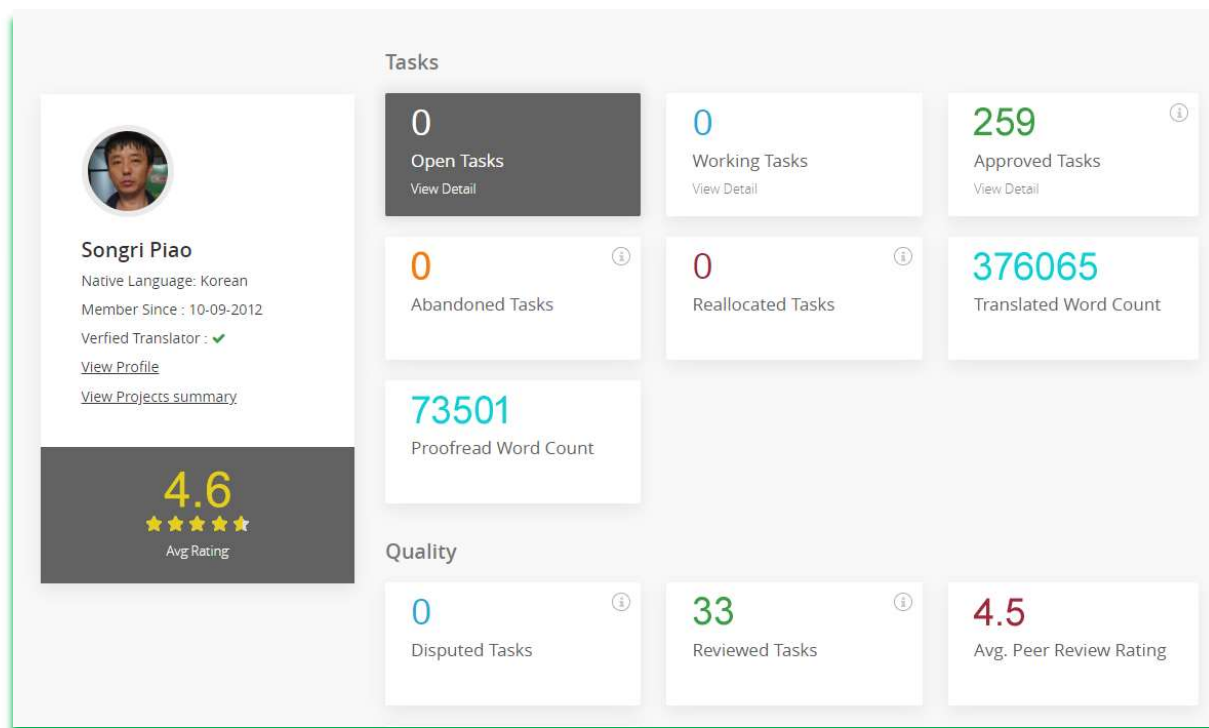 Tasks
0
Open Tasks
View Detail
0
Working Tasks
View Detail
259
Approved Tasks
View Detail
Songri Piao
Native Language: Korean
Member Since : 10-09-2012
Verfied Translator :
View Profile
View Projects summary
0
Abandoned Tasks
0
Reallocated Tasks
376065
Translated Word Count
73501
Proofread Word Count
4.6
Avg Rating
Quality
0
Disputed Tasks
33
Reviewed Tasks
4.5
Avg. Peer Review Rating